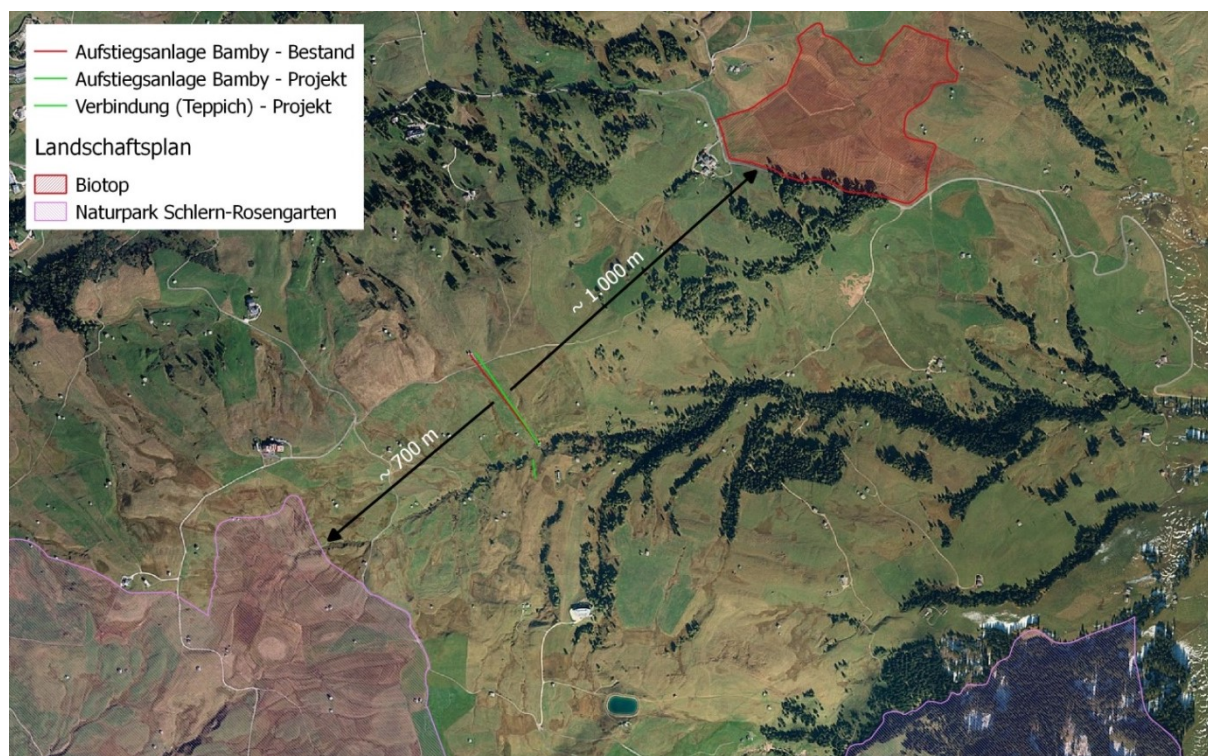 Aufstiegsanlage Bamby - Bestand
Aufstiegsanlage Bamby - Projekt
Verbindung (Teppich) - Projekt
Landschaftsplan
Biotop
Naturpark Schlern-Rosengarten
~ 1.000 m
~ 700 m